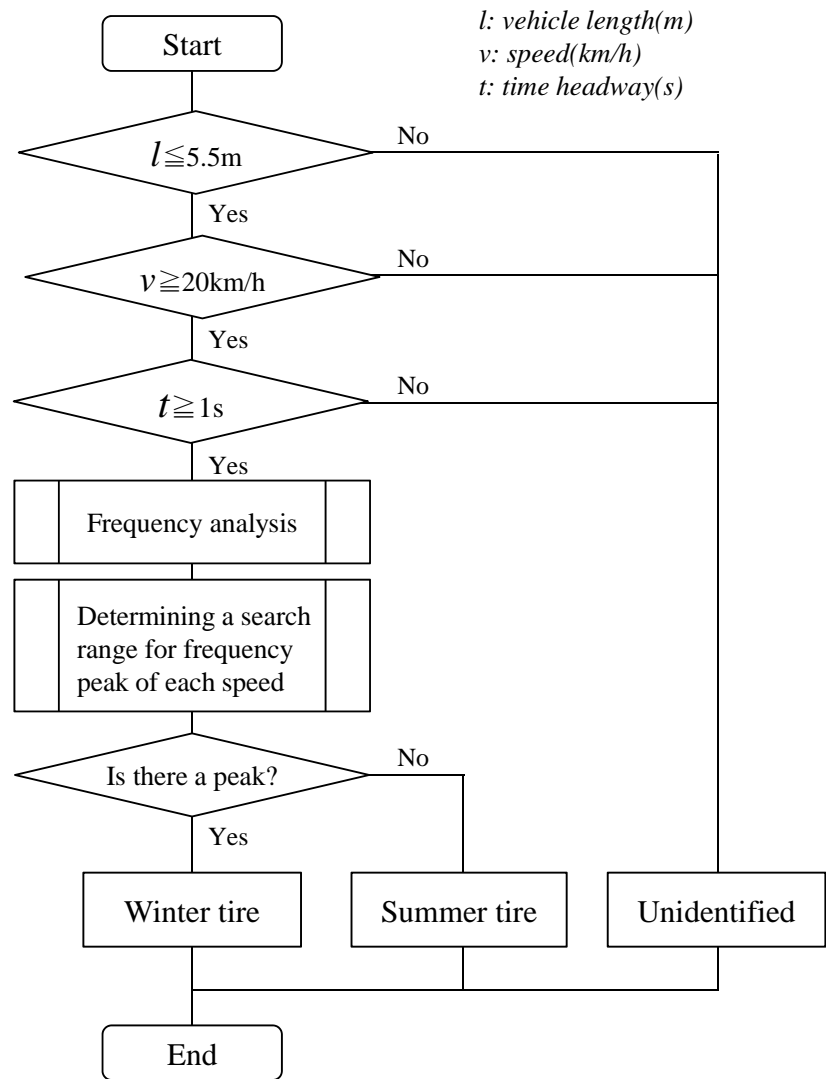 l: vehicle length(m)
v: speed(km/h)
t: time headway(s)
Start
l≦5.5m
No
Yes
v≧20km/h
No
Yes
t≧1s
No
Yes
Frequency analysis
Determining a search
range for frequency
peak of each speed
Is there a peak?
No
Yes
Winter tire
Summer tire
Unidentified
End